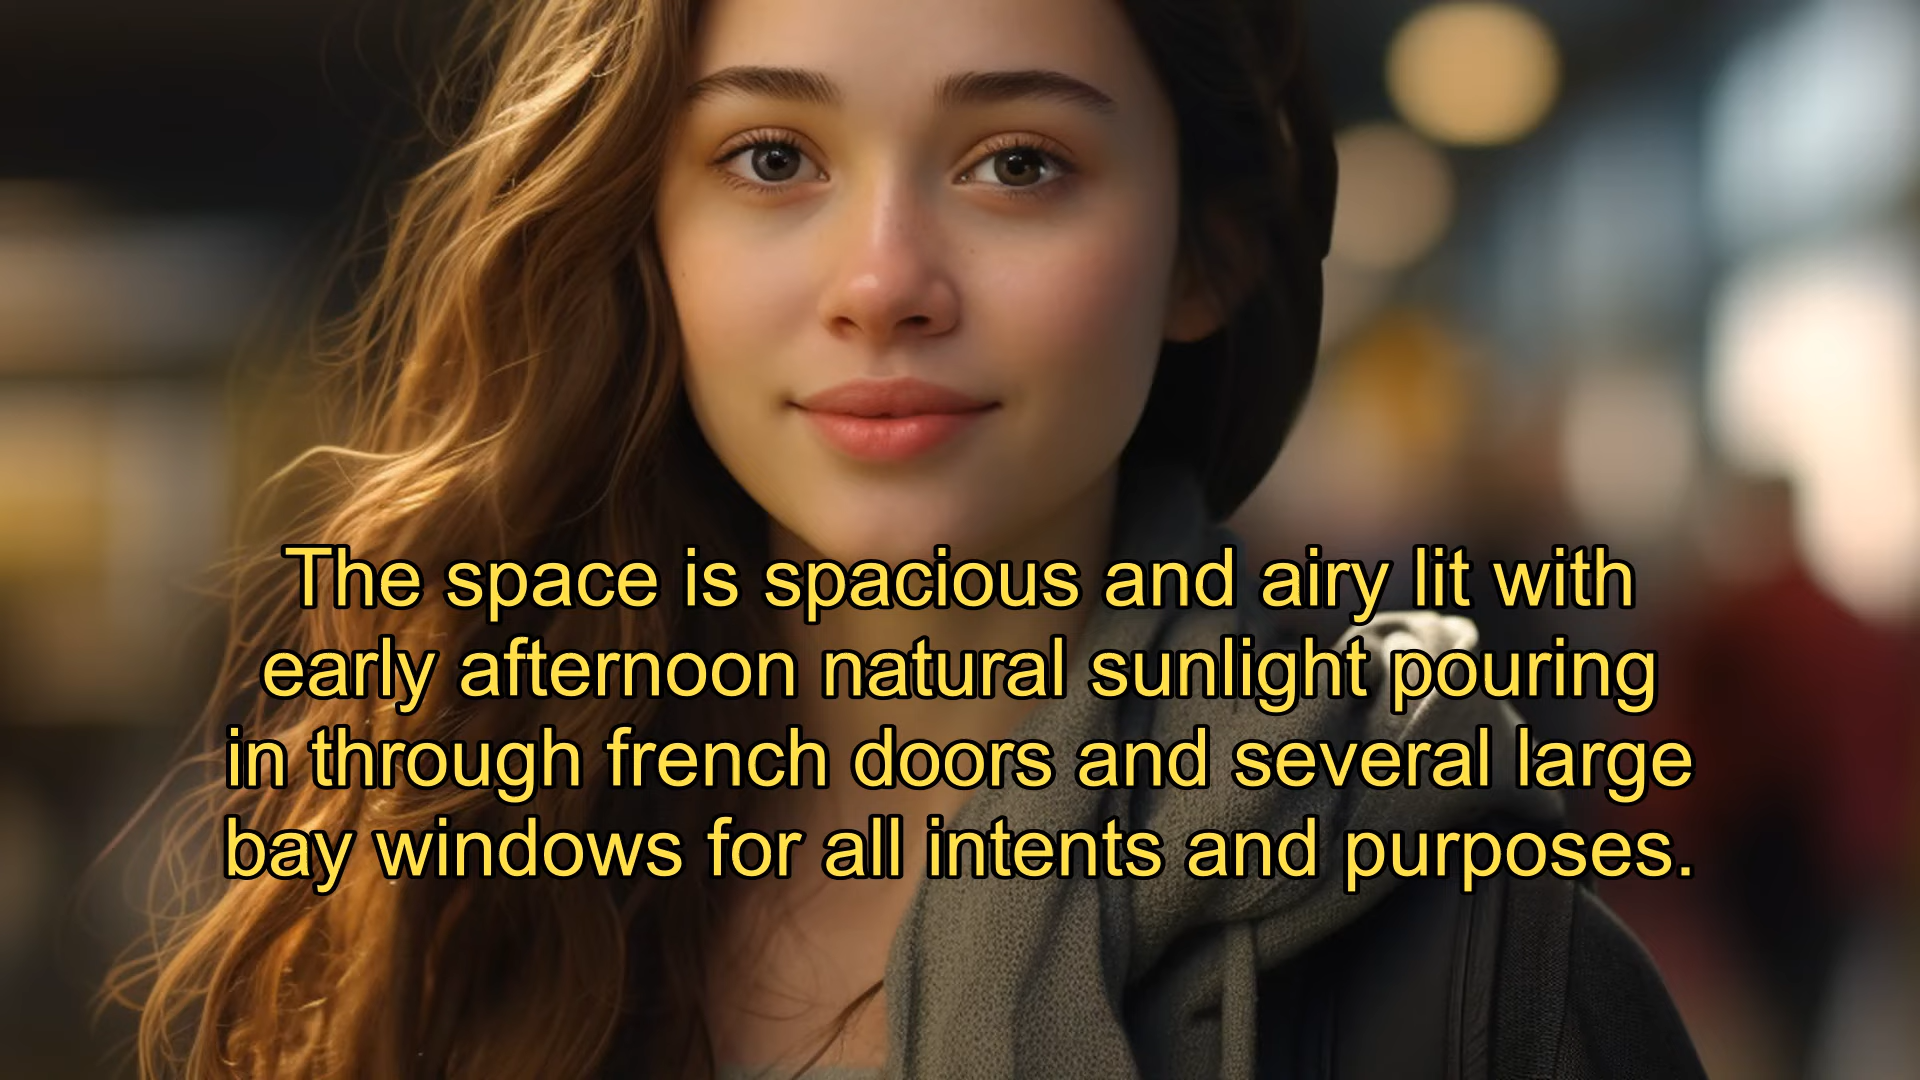 The space is spacious and airy lit with
early afternoon natural sunlight pouring
in through french doors and several large
bay windows for all intents and purposes.